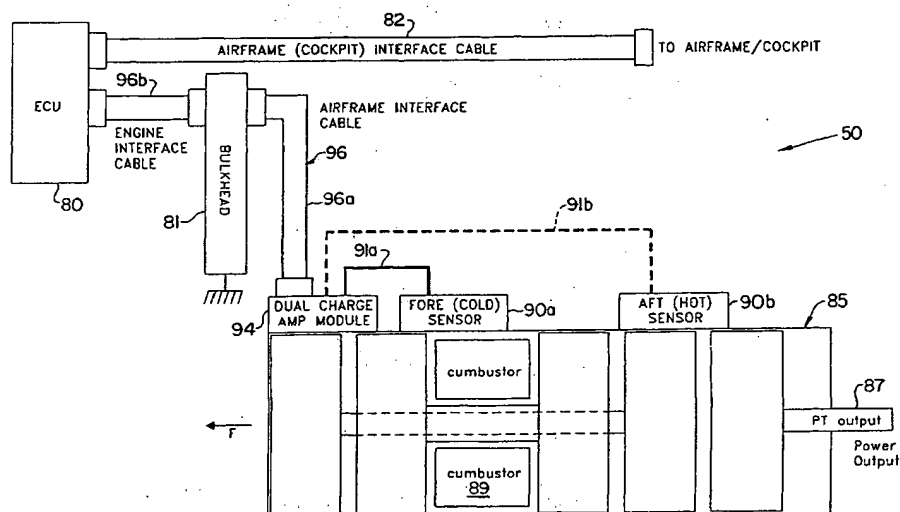 82
AIRFRAME (COCKPIT) INTERFACE CABLE
TO AIRFRAME/COCKPIT
96b
ECU
AIRFRAME INTERFACE
CABLE
ENGINE
INTERFACE
CABLE
BULKHEAD
50
96
80
81
96a
91b
91a
DUAL CHARGE
AMP MODULE
94
FORE (COLD)
SENSOR
90a
AFT (HOT)
SENSOR
90b
85
cumbustor
87
F
PT output
Power
Output
cumbustor
89